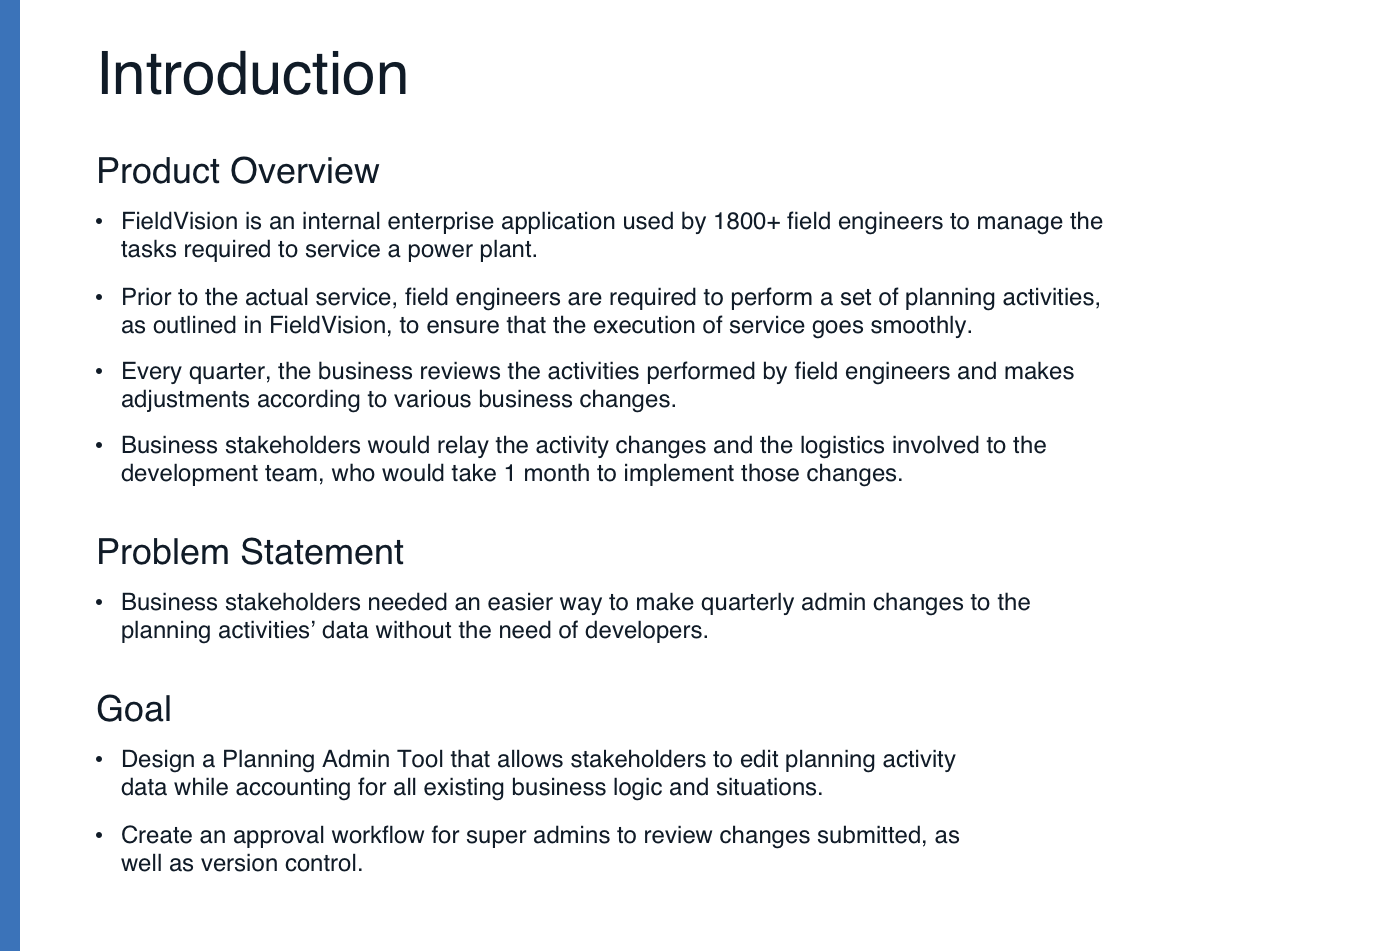 Introduction
Product Overview
• FieldVision is an internal enterprise application used by 1800+ field engineers to manage the
tasks required to service a power plant.
• Prior to the actual service, field engineers are required to perform a set of planning activities,
as outlined in FieldVision, to ensure that the execution of service goes smoothly.
• Every quarter, the business reviews the activities performed by field engineers and makes
adjustments according to various business changes.
• Business stakeholders would relay the activity changes and the logistics involved to the
development team, who would take 1 month to implement those changes.
Problem Statement
• Business stakeholders needed an easier way to make quarterly admin changes to the
planning activities’ data without the need of developers.
Goal
• Design a Planning Admin Tool that allows stakeholders to edit planning activity
data while accounting for all existing business logic and situations.
• Create an approval workflow for super admins to review changes submitted, as
well as version control.